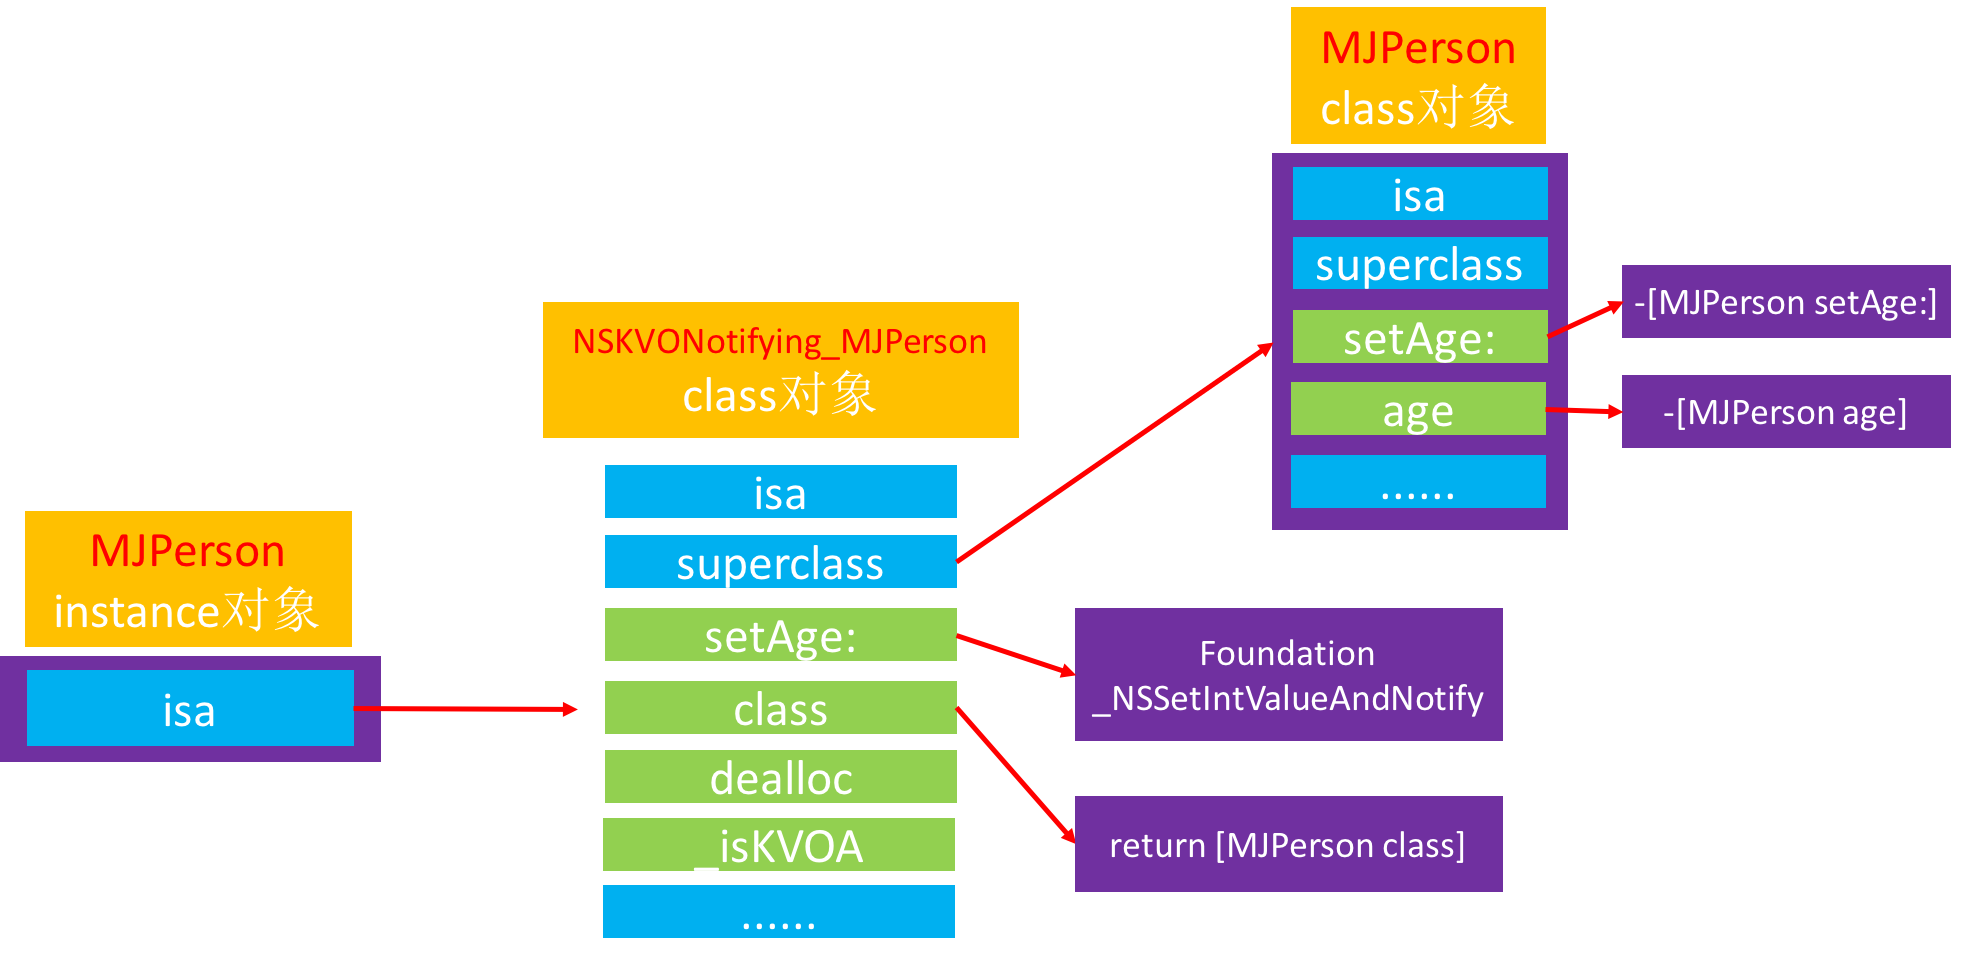 MJPerson
class对象
isa
superclass
setAge:
age
......
-[MJPerson setAge:]
-[MJPerson age]
NSKVONotifying_MJPerson
class对象
isa
superclass
setAge:
class
dealloc
_isKVOA
......
MJPerson
instance对象
isa
Foundation
_NSSetIntValueAndNotify
return [MJPerson class]